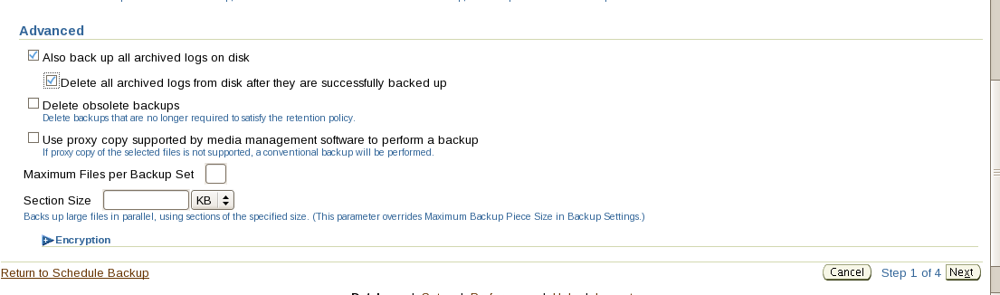 Advanced
Also back up all archived logs on disk
Delete all archived logs from disk after they are successfully backed up
Delete obsolete backups
Delete backups that are no longer required to satisfy the retention policy.
Use proxy copy supported by media management software to perform a backup
If proxy copy of the selected files is not supported, a conventional backup will be performed.
Maximum Files per Backup Set
Section Size KB
Backs up large files in parallel, using sections of the specified size. (This parameter overrides Maximum Backup Piece Size in Backup Settings.)
Encryption
Return to Schedule Backup Cancel Step 1 of 4 Next